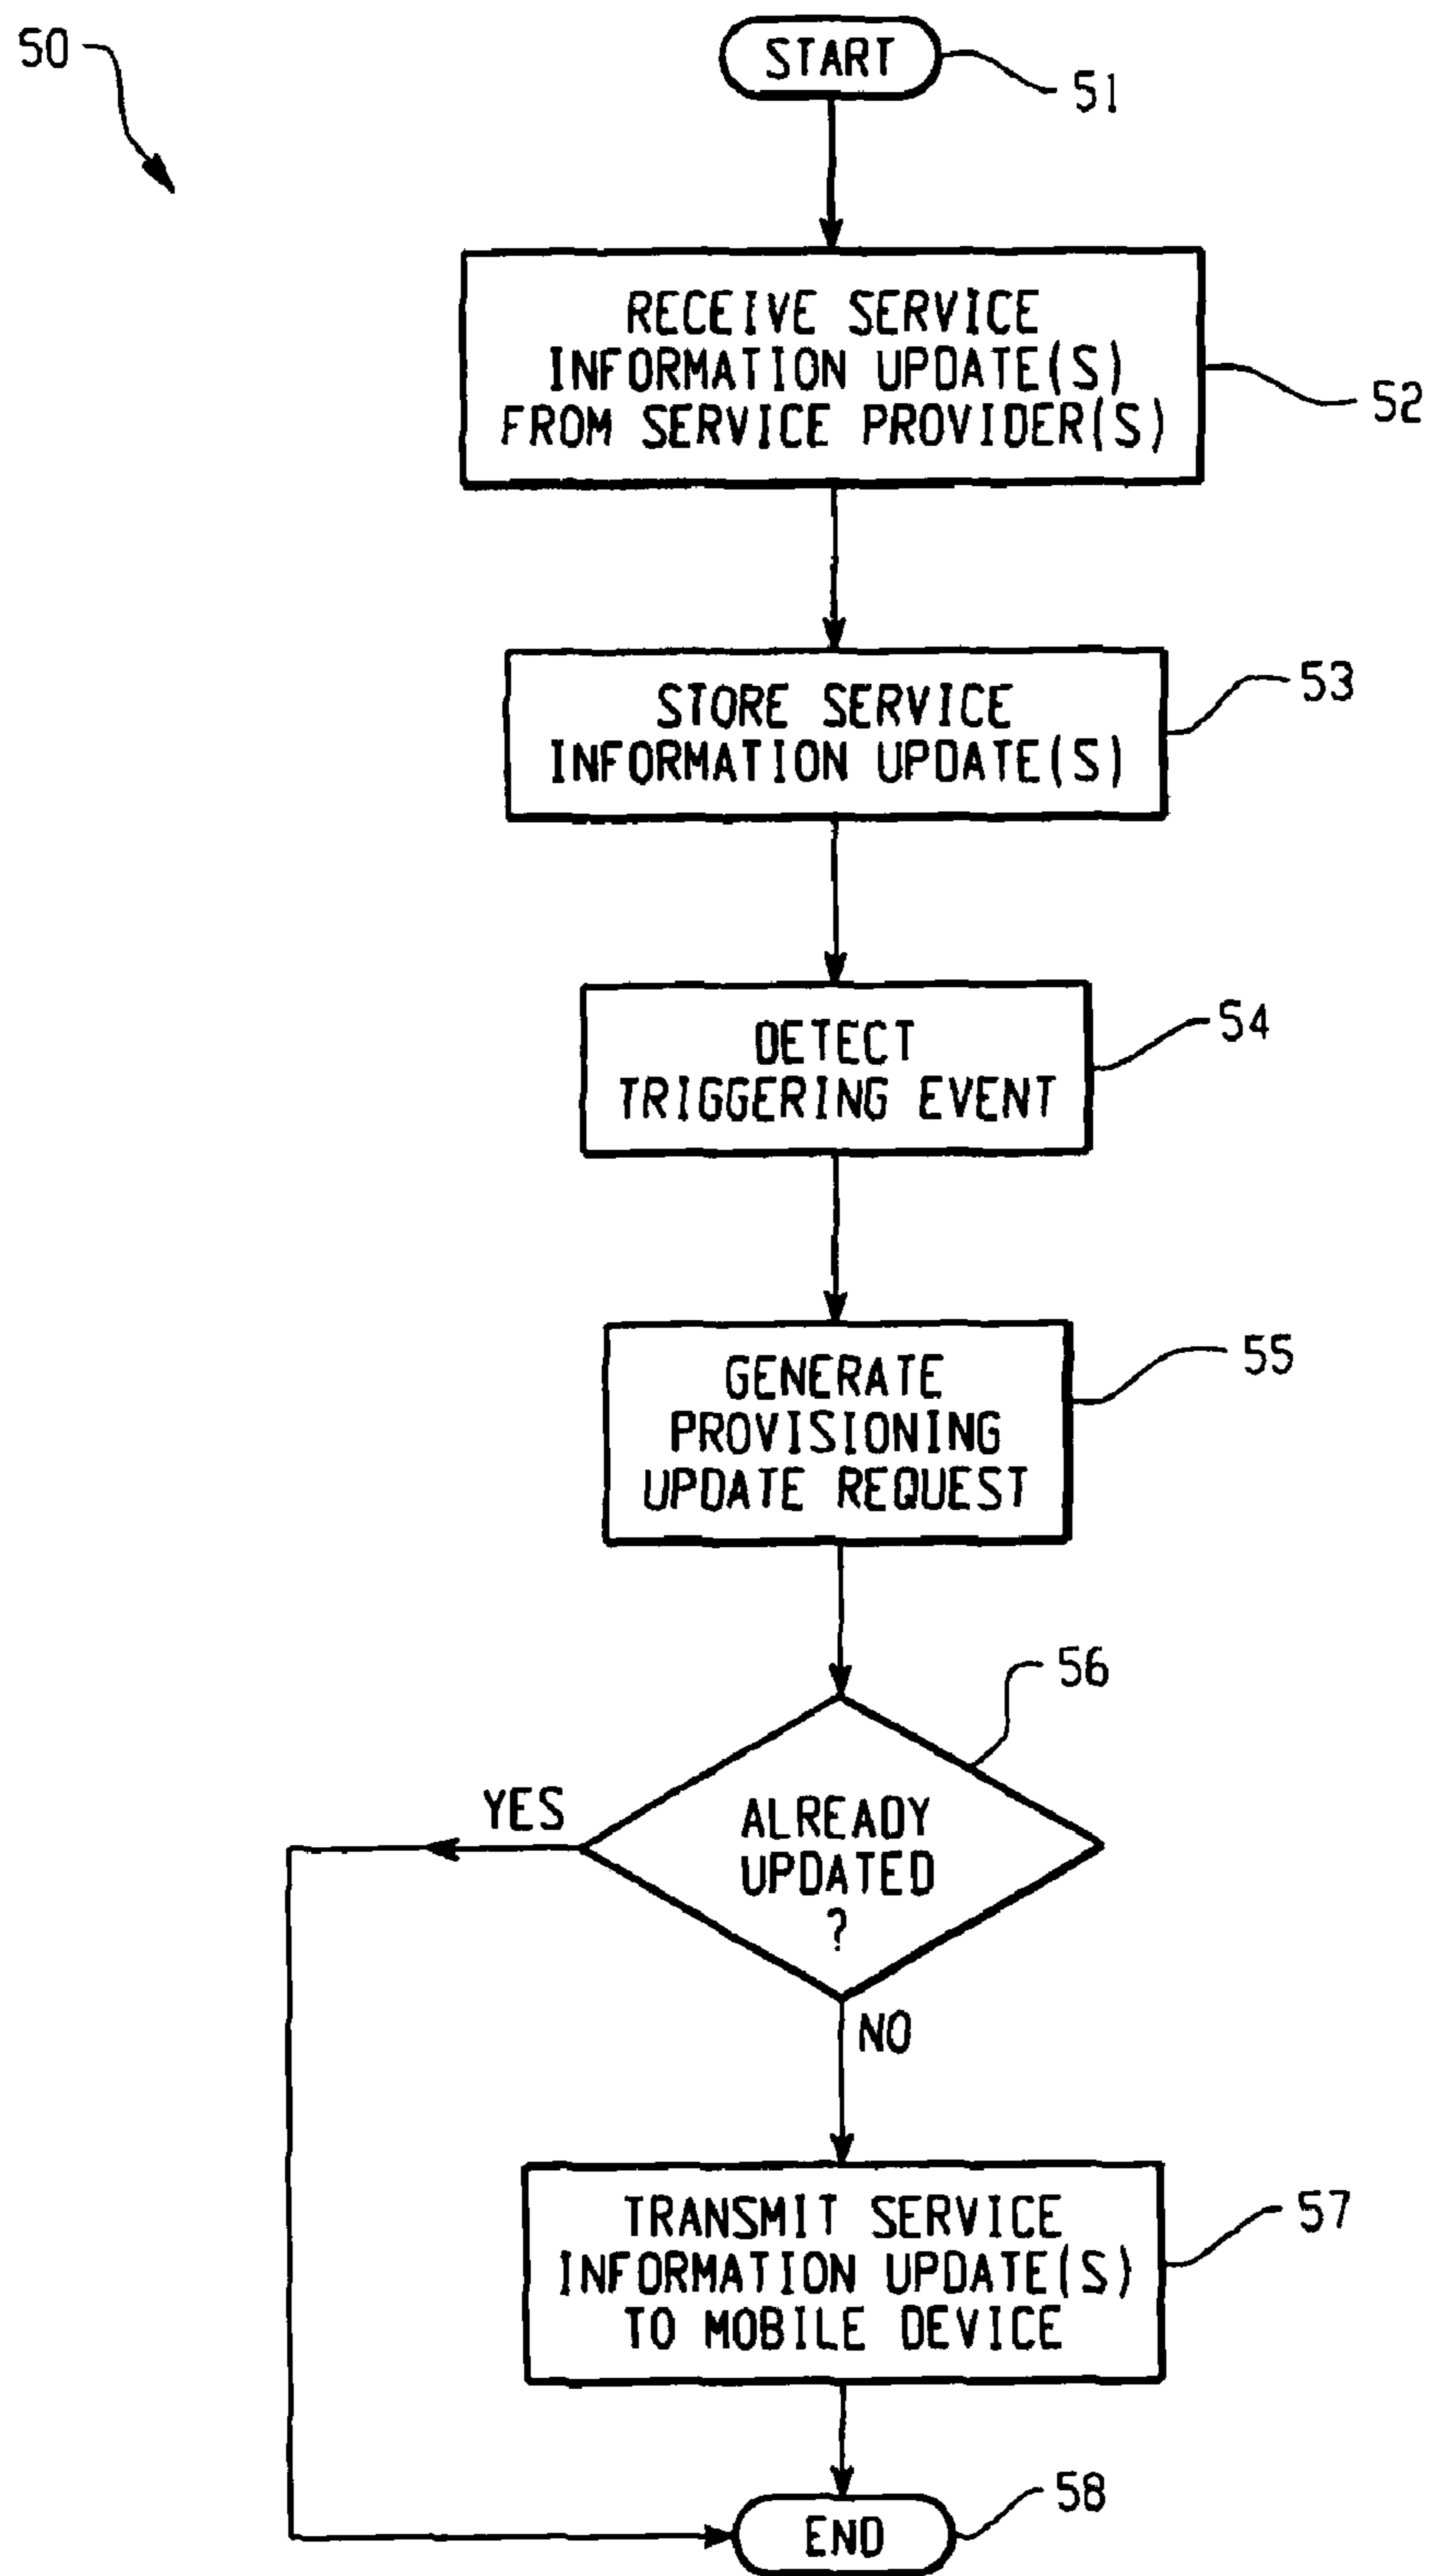 50
START
51
RECEIVE SERVICE
INFORMATION UPDATE(S)
FROM SERVICE PROVIDER(S)
52
STORE SERVICE
INFORMATION UPDATE(S)
53
DETECT
TRIGGERING EVENT
54
GENERATE
PROVISIONING
UPDATE REQUEST
55
ALREADY
UPDATED
?
56
YES
NO
TRANSMIT SERVICE
INFORMATION UPDATE(S)
TO MOBILE DEVICE
57
END
58